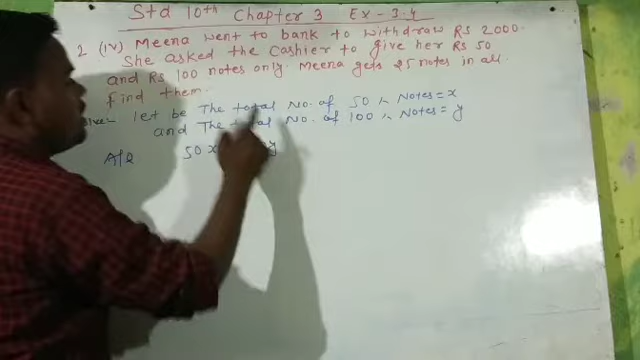 Std 10th Chapter 3 Ex-3.4
2 (iv) Meena went to bank to withdraw Rs 2000.
She asked the Cashier to give her Rs 50
and Rs 100 notes only. Meena gets 25 notes in all.
Find them.
let be The total No. of 50 in Notes = x
and The total No. of 100 in Notes = y
A/Q 50 x y